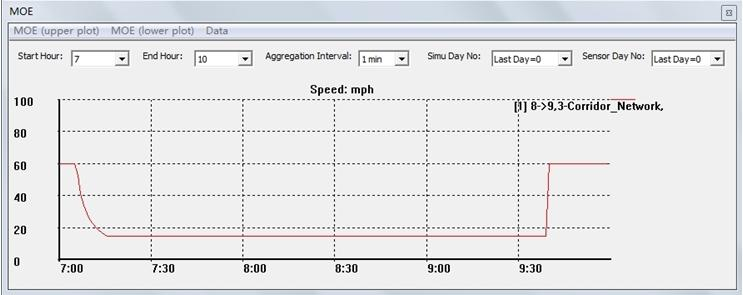 MOE
MOE (upper plot) MOE (lower plot) Data
Start Hour: 7 End Hour: 10 Aggregation Interval: 1 min Simu Day No: Last Day=0 Sensor Day No: Last Day=0
Speed: mph
[1] 8->9,3-Corridor_Network,
100
80
60
40
20
0
7:00 7:30 8:00 8:30 9:00 9:30